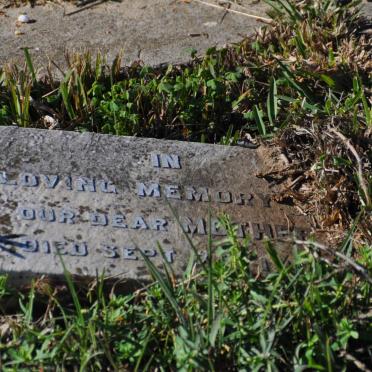 IN
LOVING MEMORY
OUR DEAR MOTHER
DIED SEPT